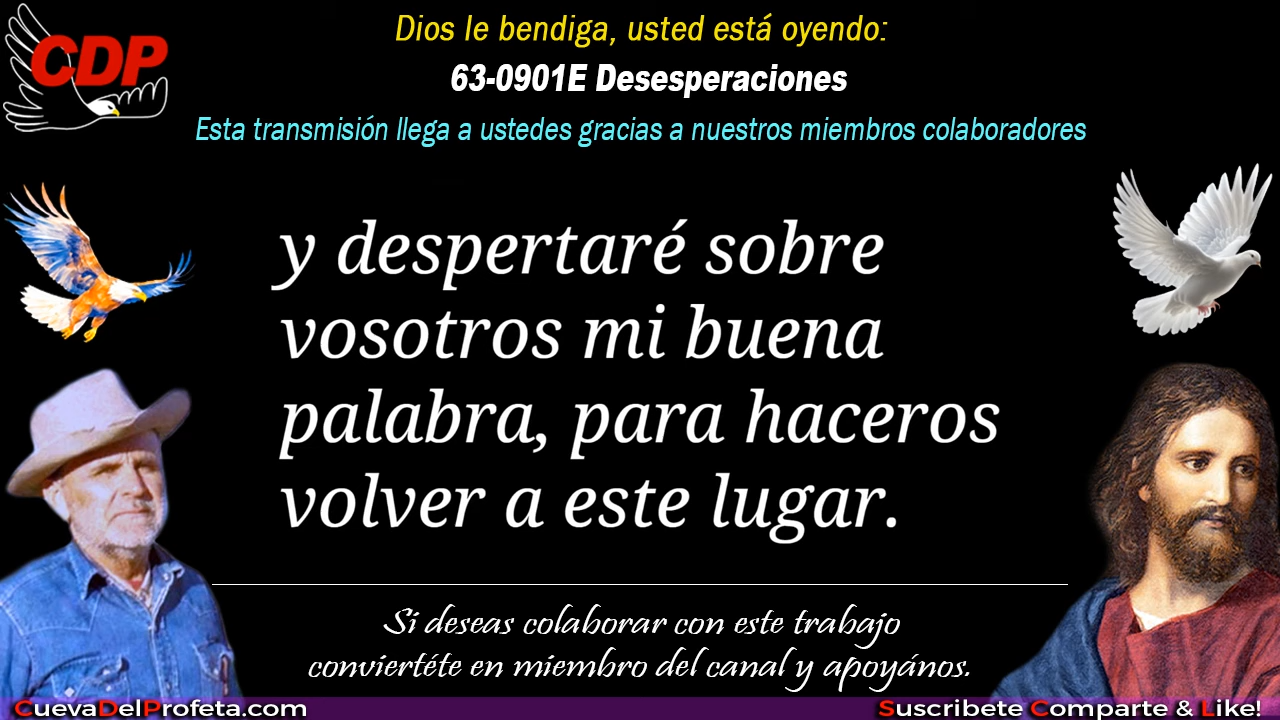 CDP
Dios le bendiga, usted está oyendo:
63-0901E Desesperaciones
Esta transmisión llega a ustedes gracias a nuestros miembros colaboradores
y despertaré sobre
vosotros mi buena
palabra, para haceros
volver a este lugar.
Si deseas colaborar con este trabajo
conviertéte en miembro del canal y apoyános.
CuevaDelProfeta.com
Suscribete Comparte & Like!